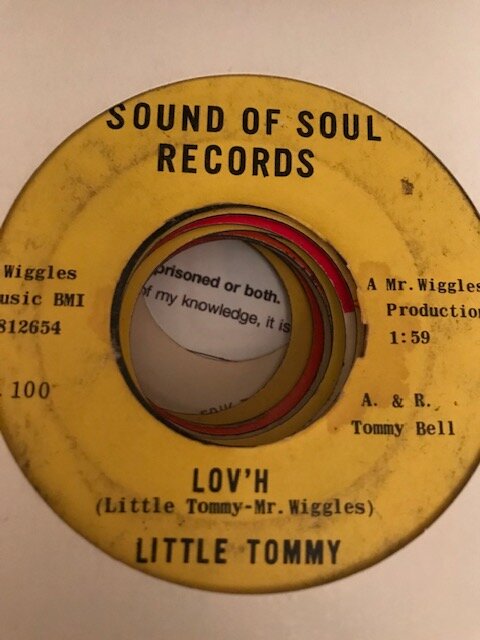 SOUND OF SOUL
RECORDS
Wiggles
usic BMI
812654
100
prisoned or both.
of my knowledge, it is
A Mr. Wiggles
Production
1:59
A. & R.
Tommy Bell
LOV'H
(Little Tommy-Mr. Wiggles)
LITTLE TOMMY